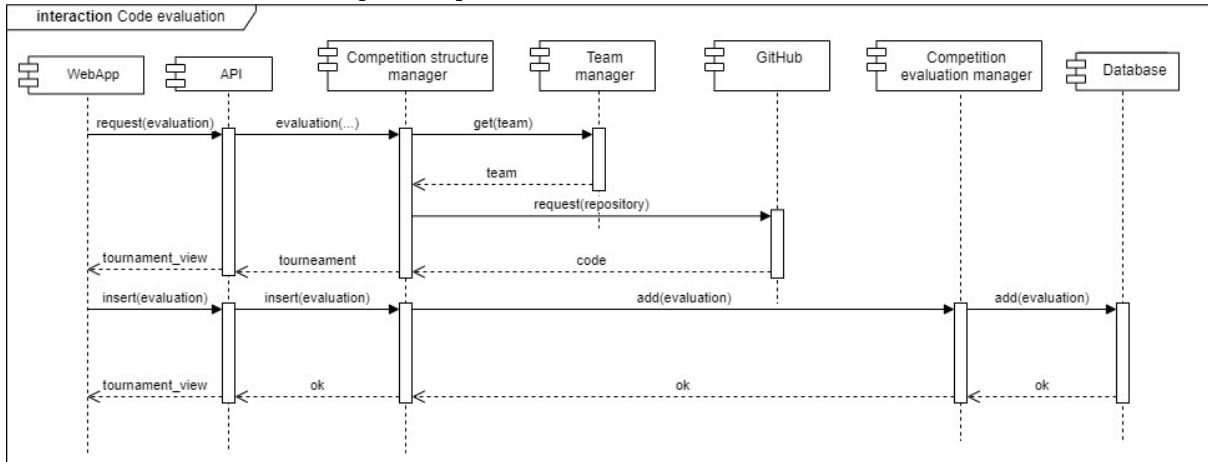 interaction Code evaluation
WebApp
API
Competition structure
manager
Team
manager
GitHub
Competition
evaluation manager
Database
request(evaluation)
evaluation(...)
get(team)
team
request(repository)
tournament_view
tourneament
code
insert(evaluation)
insert(evaluation)
add(evaluation)
add(evaluation)
tournament_view
ok
ok
ok